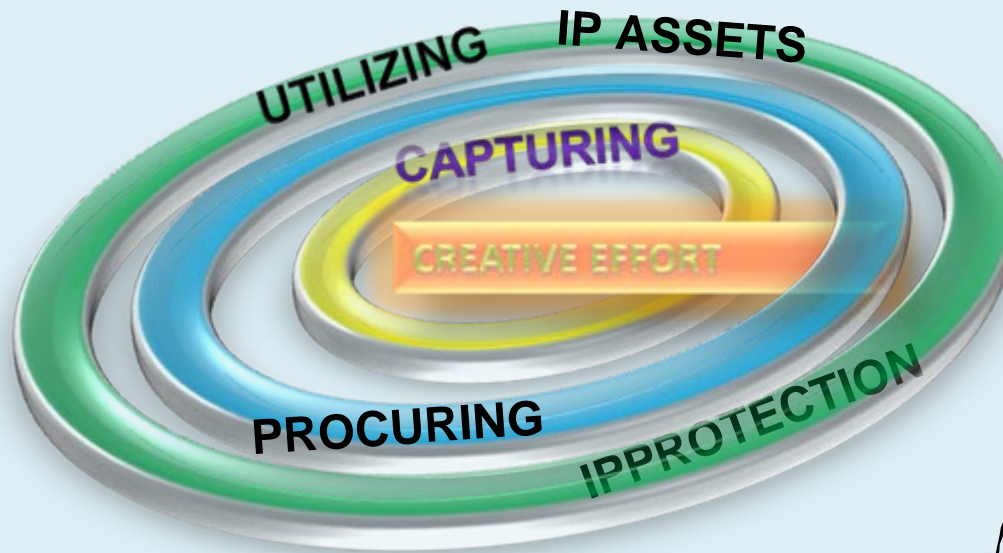 UTILIZING
IP ASSETS
CAPTURING
CREATIVE EFFORT
PROCURING
IPPROTECTION